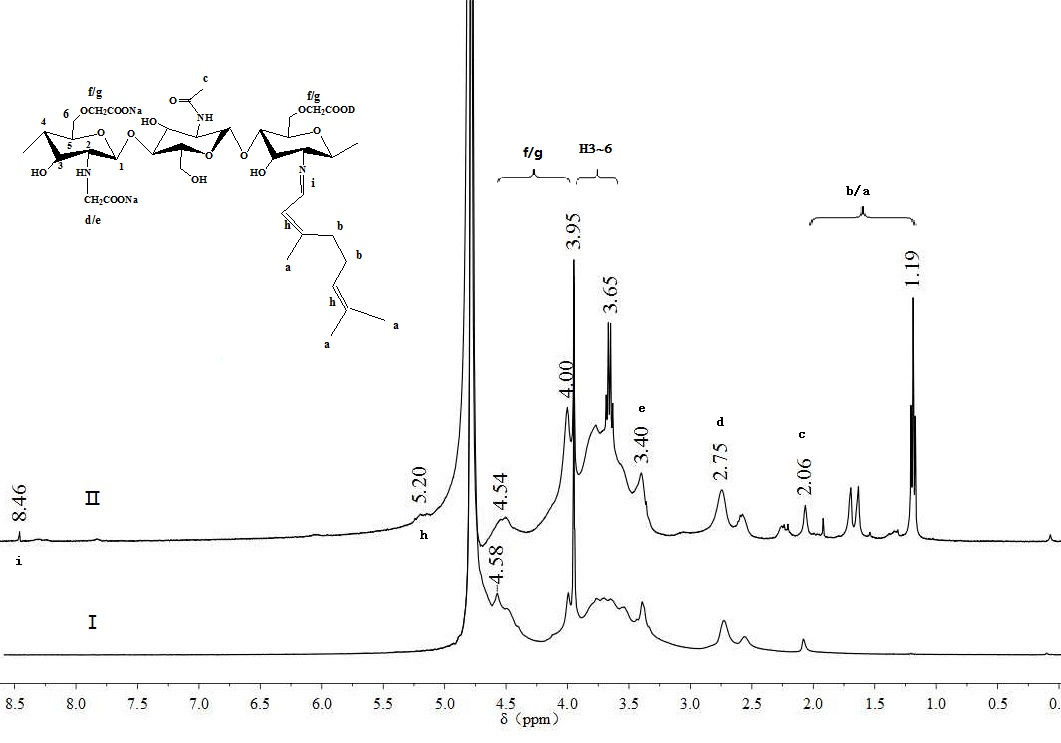 c
f/g
OCH₂COONa
O
6
NH
HO
f/g
OCH₂COOD
4
O
5
2
O
O
O
O
HO
3
HN
1
OH
HO
N
i
CH₂COONa
d/e
h
b
b
a
h
a
a
f/g
H3~6
b/a
3.95
3.65
1.19
4.00
e
3.40
d
2.75
c
2.06
8.46
II
5.20
h
4.54
i
4.58
I
8.5 8.0 7.5 7.0 6.5 6.0 5.5 5.0 4.5 4.0 3.5 3.0 2.5 2.0 1.5 1.0 0.5 0.
δ（ppm）